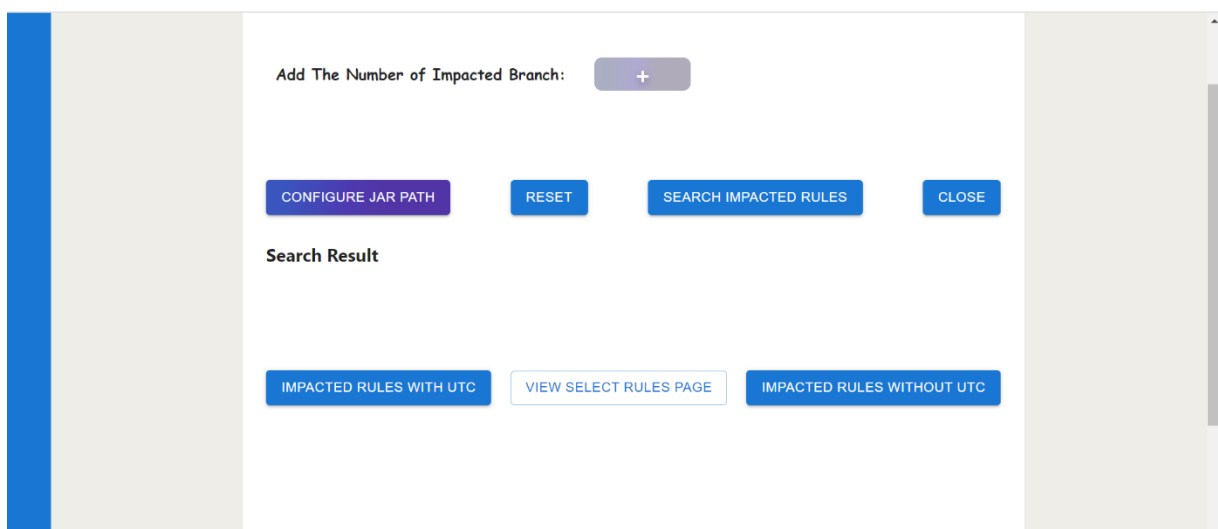 Add The Number of Impacted Branch: +
CONFIGURE JAR PATH RESET SEARCH IMPACTED RULES CLOSE
Search Result
IMPACTED RULES WITH UTC VIEW SELECT RULES PAGE IMPACTED RULES WITHOUT UTC